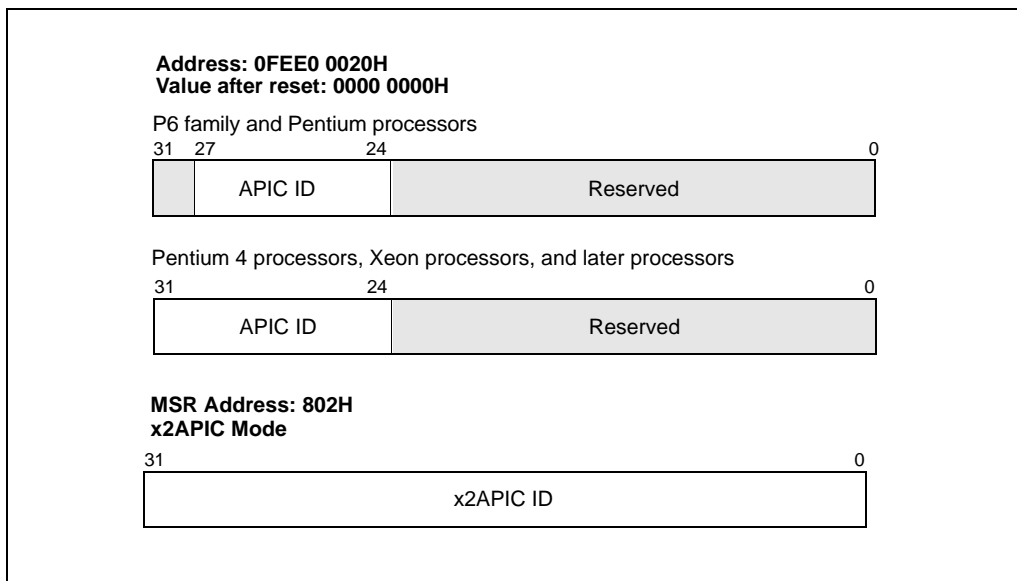 Address: 0FEE0 0020H
Value after reset: 0000 0000H
P6 family and Pentium processors
31 27 24 0
APIC ID Reserved
Pentium 4 processors, Xeon processors, and later processors
31 24 0
APIC ID Reserved
MSR Address: 802H
x2APIC Mode
31 0
x2APIC ID